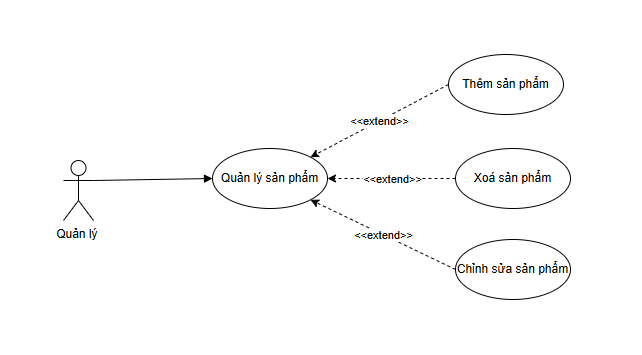 Thêm sản phẩm
<<extend>>
Quản lý sản phẩm
<<extend>>
Xoá sản phẩm
Quản lý
<<extend>>
Chỉnh sửa sản phẩm